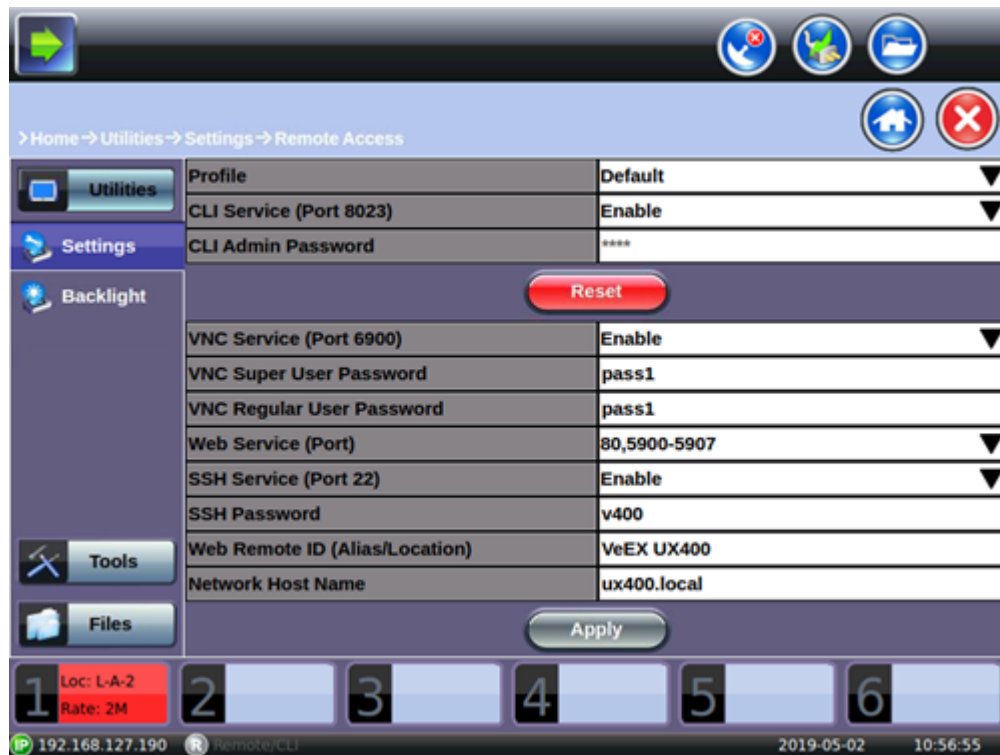 >Home→Utilities→Settings→Remote Access
Utilities
Settings
Backlight
Tools
Files
Profile Default
CLI Service (Port 8023) Enable
CLI Admin Password ****
Reset
VNC Service (Port 6900) Enable
VNC Super User Password pass1
VNC Regular User Password pass1
Web Service (Port) 80,5900-5907
SSH Service (Port 22) Enable
SSH Password v400
Web Remote ID (Alias/Location) VeEX UX400
Network Host Name ux400.local
Apply
1 Loc: L-A-2
Rate: 2M
2
3
4
5
6
IP 192.168.127.190 R Remote/CLI 2019-05-02 10:56:55